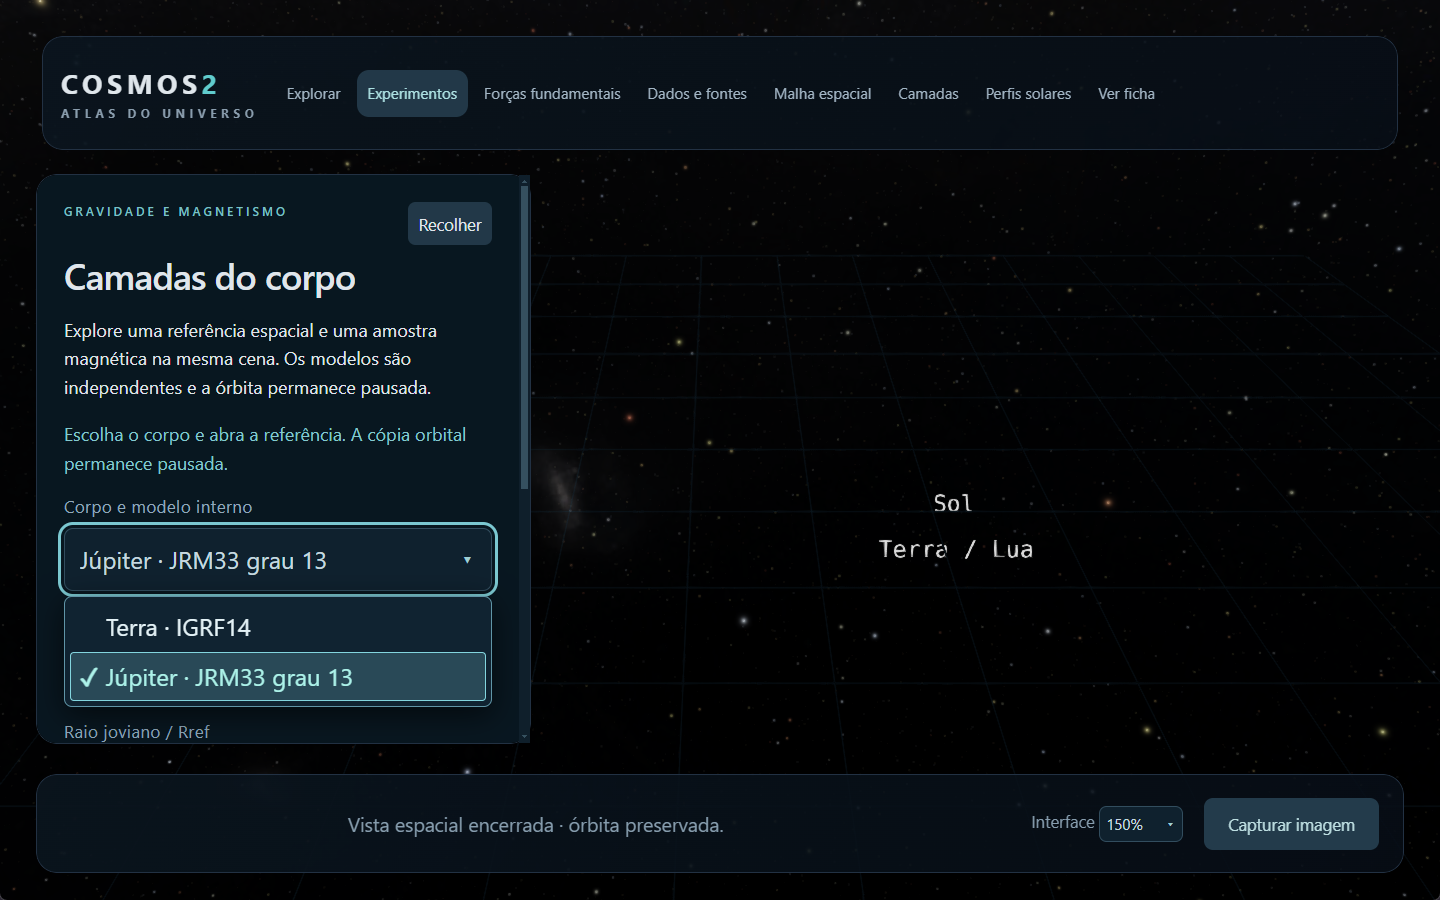 COSMOS2
ATLAS DO UNIVERSO
Explorar
Experimentos
Forças fundamentais
Dados e fontes
Malha espacial
Camadas
Perfis solares
Ver ficha
GRAVIDADE E MAGNETISMO
Recolher
Camadas do corpo
Explore uma referência espacial e uma amostra
magnética na mesma cena. Os modelos são
independentes e a órbita permanece pausada.
Escolha o corpo e abra a referência. A cópia orbital
permanece pausada.
Corpo e modelo interno
Júpiter · JRM33 grau 13
Terra · IGRF14
✓ Júpiter · JRM33 grau 13
Raio joviano / Rref
Sol
Terra / Lua
Vista espacial encerrada · órbita preservada.
Interface
150%
Capturar imagem